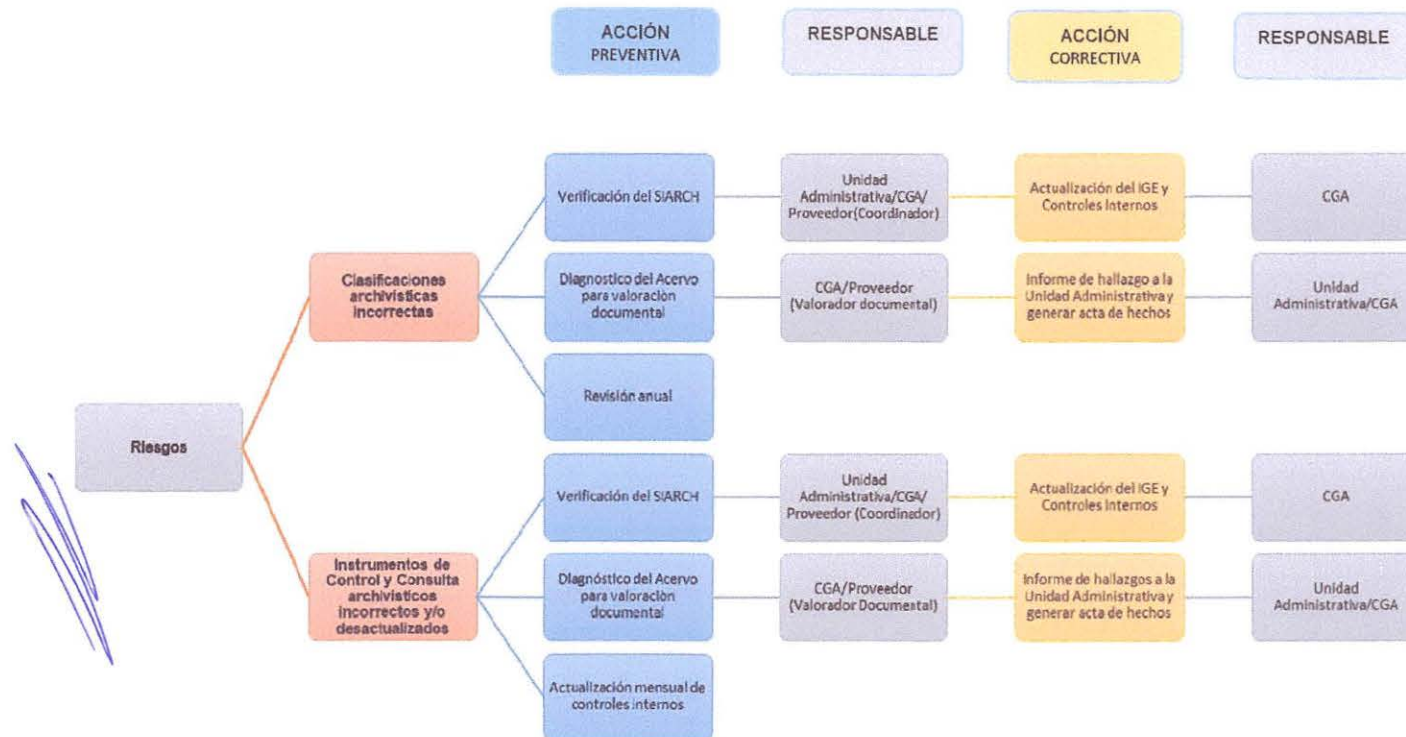 ACCIÓN
PREVENTIVA
RESPONSABLE
ACCIÓN
CORRECTIVA
RESPONSABLE
Verificación del SIARCH
Unidad
Administrativa/CGA/
Proveedor(Coordinador)
Actualización del IGE y
Controles Internos
CGA
Clasificaciones
archivísticas
incorrectas
Diagnostico del Acervo
para valoración
documental
CGA/Proveedor
(Valorador documental)
Informe de hallazgo a la
Unidad Administrativa y
generar acta de hechos
Unidad
Administrativa/CGA
Revisión anual
Riesgos
Verificación del SIARCH
Unidad
Administrativa/CGA/
Proveedor (Coordinador)
Actualización del IGE y
Controles Internos
CGA
Instrumentos de
Control y Consulta
archivísticos
incorrectos y/o
desactualizados
Diagnóstico del Acervo
para valoración
documental
CGA/Proveedor
(Valorador Documental)
Informe de hallazgos a la
Unidad Administrativa y
generar acta de hechos
Unidad
Administrativa/CGA
Actualización mensual de
controles internos